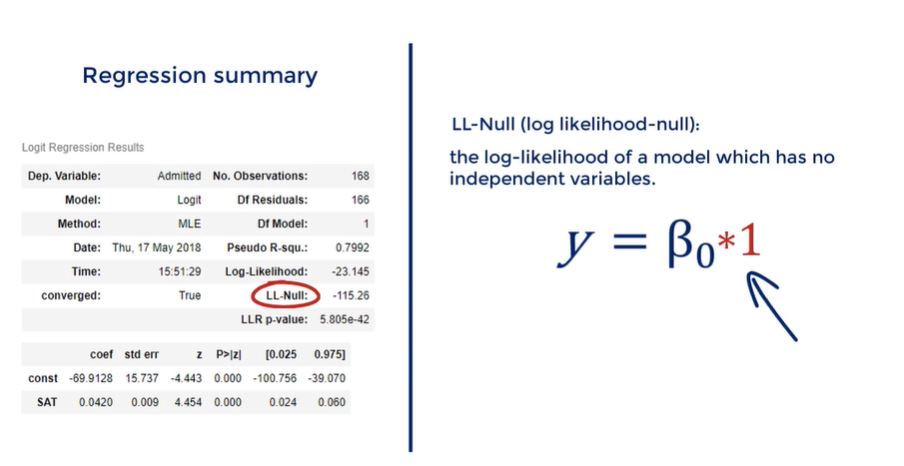 Regression summary
Logit Regression Results
Dep. Variable: Admitted No. Observations: 168
Model: Logit Df Residuals: 166
Method: MLE Df Model: 1
Date: Thu, 17 May 2018 Pseudo R-squ.: 0.7992
Time: 15:51:29 Log-Likelihood: -23.145
converged: True LL-Null: -115.26
LLR p-value: 5.805e-42
coef std err z P>|z| [0.025 0.975]
const -69.9128 15.737 -4.443 0.000 -100.756 -39.070
SAT 0.0420 0.009 4.454 0.000 0.024 0.060
LL-Null (log likelihood-null):
the log-likelihood of a model which has no
independent variables.
y = β₀*1